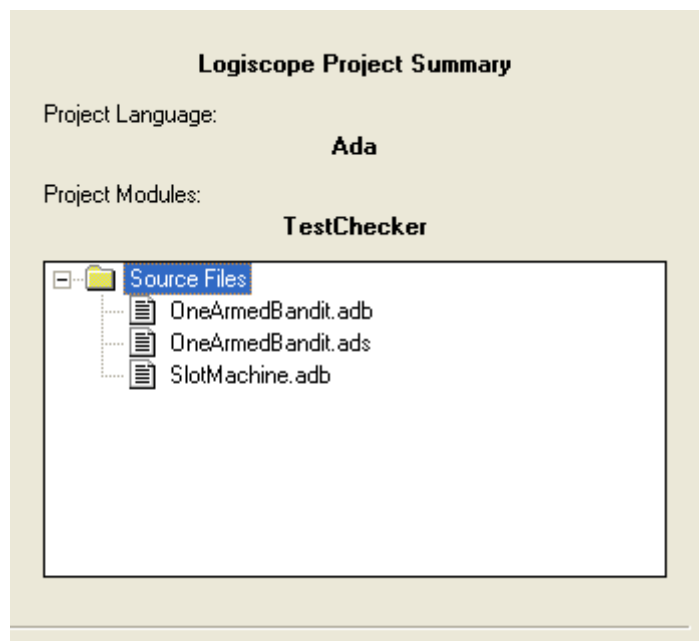 Logiscope Project Summary
Project Language:
Ada
Project Modules:
TestChecker
Source Files
OneArmedBandit.adb
OneArmedBandit.ads
SlotMachine.adb